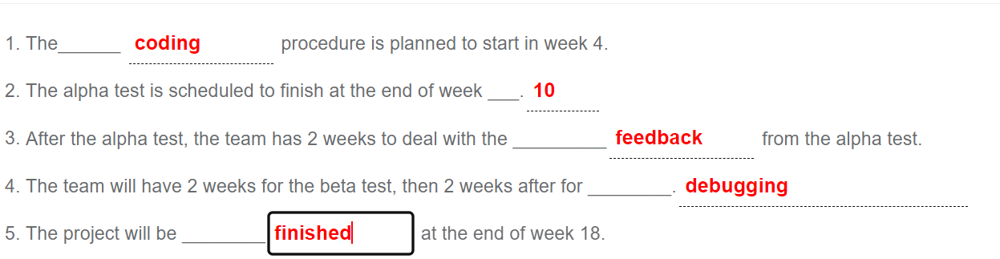 1. The______ coding procedure is planned to start in week 4.
2. The alpha test is scheduled to finish at the end of week ___. 10
3. After the alpha test, the team has 2 weeks to deal with the _________ feedback from the alpha test.
4. The team will have 2 weeks for the beta test, then 2 weeks after for ________. debugging
5. The project will be ________ finished at the end of week 18.